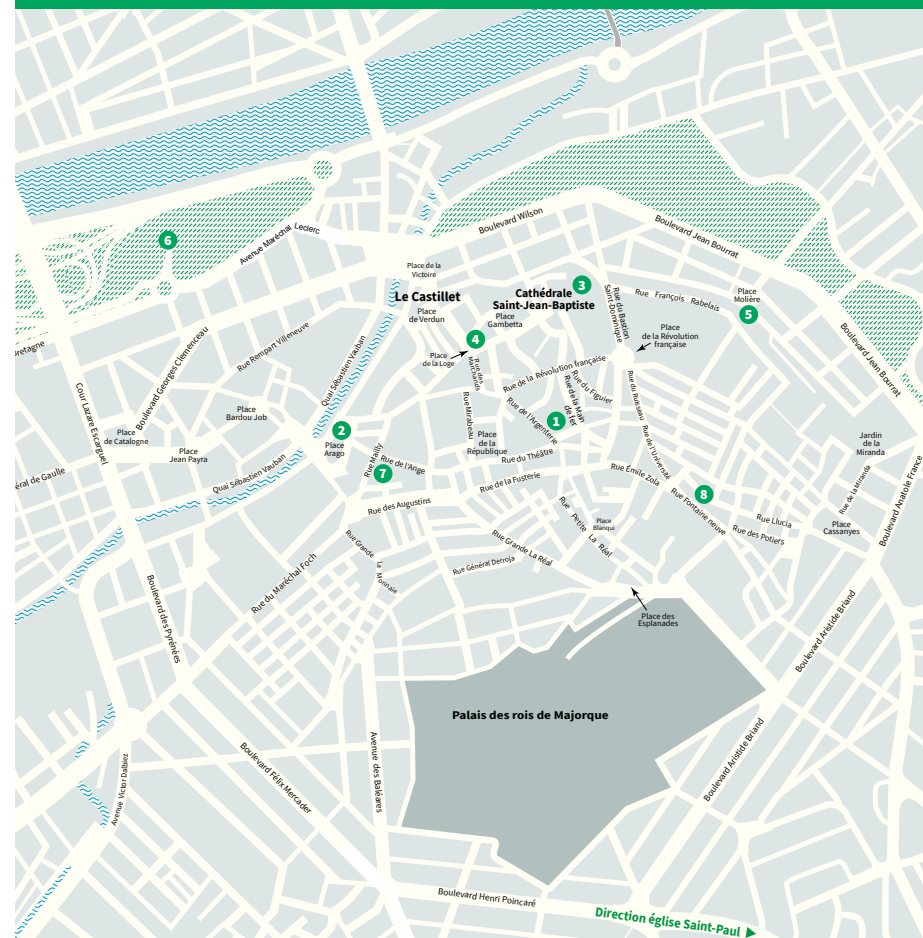 Boulevard Wilson
Boulevard Jean Bourrat
Avenue Maréchal Leclerc
6
Place de la
Victoire
Le Castillet
Place
de Verdun
3
Cathédrale
Saint-Jean-Baptiste
Place
Gambetta
Rue du Bastion
Saint-Dominique
Rue François Rabelais
Place
Molière
5
Place
de la Révolution
française
4
Place
de la Loge
Rue des
Marchands
Boulevard Jean Bourrat
retagne
Boulevard Georges Clemenceau
Rue Rempart Villeneuve
Quai Sébastien Vauban
Cour Lazare Escarguel
Rue de la Révolution française
Rue du Figuier
Rue de la Main
de fer
Rue de l'Argenterie
1
Rue du Ruisseau
Rue Mirabeau
Place
de Catalogne
Place
Bardou Job
Place
Jean Payra
2
Place
Arago
Place
de la
République
Rue de l'Université
Jardin
de la
Miranda
éral de Gaulle
Quai Sébastien Vauban
Rue Mailly
Rue de l'Ange
7
Rue du Théâtre
Rue Émile Zola
Rue de la Fusterie
8
Rue de la Miranda
Boulevard Anatole France
Rue des Augustins
Rue Petite La Réal
Place
Blanqui
Rue Fontaine neuve
Rue Llucia
Rue des Potiers
Place
Cassanyes
Rue Grande La Réal
Rue Grande la Monnaie
Rue Général Derroja
Rue du Maréchal Foch
Boulevard des Pyrénées
Place des
Esplanades
Boulevard Aristide Briand
Palais des rois de Majorque
Boulevard Aristide Briand
Avenue Victor Dalbiez
Boulevard Félix Mercader
Avenue des Baléares
Boulevard Henri Poincaré
Direction église Saint-Paul